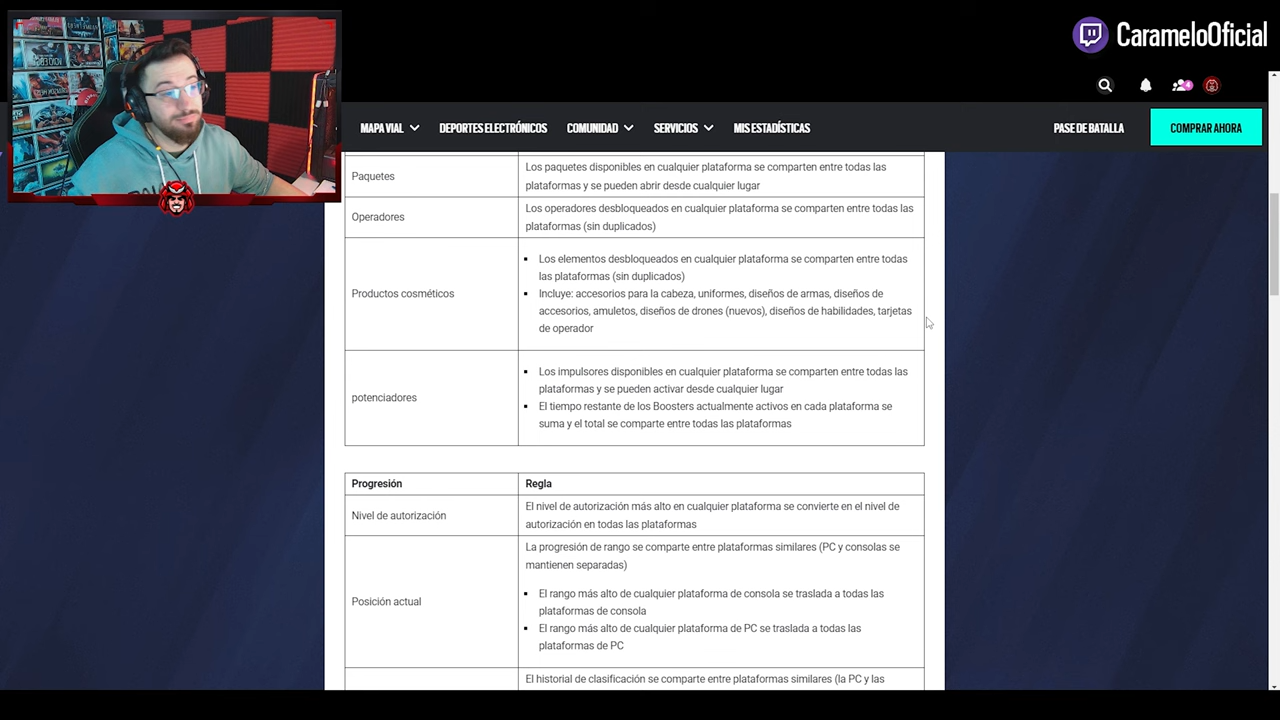 CarameloOficial
4
MAPA VIAL
DEPORTES ELECTRÓNICOS
COMUNIDAD
SERVICIOS
MIS ESTADÍSTICAS
PASE DE BATALLA
COMPRAR AHORA
Paquetes
Los paquetes disponibles en cualquier plataforma se comparten entre todas las
plataformas y se pueden abrir desde cualquier lugar
Operadores
Los operadores desbloqueados en cualquier plataforma se comparten entre todas las
plataformas (sin duplicados)
Productos cosméticos
Los elementos desbloqueados en cualquier plataforma se comparten entre todas
las plataformas (sin duplicados)
Incluye: accesorios para la cabeza, uniformes, diseños de armas, diseños de
accesorios, amuletos, diseños de drones (nuevos), diseños de habilidades, tarjetas
de operador
potenciadores
Los impulsores disponibles en cualquier plataforma se comparten entre todas las
plataformas y se pueden activar desde cualquier lugar
El tiempo restante de los Boosters actualmente activos en cada plataforma se
suma y el total se comparte entre todas las plataformas
Progresión
Regla
Nivel de autorización
El nivel de autorización más alto en cualquier plataforma se convierte en el nivel de
autorización en todas las plataformas
Posición actual
La progresión de rango se comparte entre plataformas similares (PC y consolas se
mantienen separadas)
El rango más alto de cualquier plataforma de consola se traslada a todas las
plataformas de consola
El rango más alto de cualquier plataforma de PC se traslada a todas las
plataformas de PC
El historial de clasificación se comparte entre plataformas similares (la PC y las